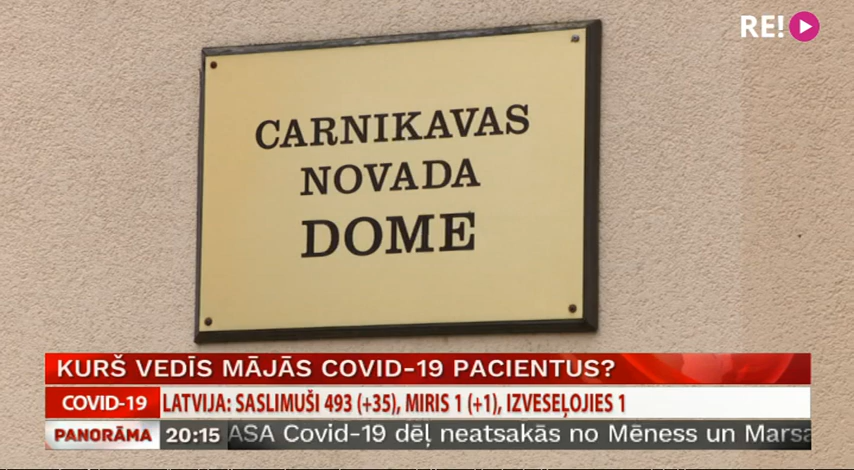 RE!
CARNIKAVAS
NOVADA
DOME
KURŠ VEDĪS MĀJĀS COVID-19 PACIENTUS?
COVID-19 LATVIJA: SASLIMUŠI 493 (+35), MIRIS 1 (+1), IZVESEĻOJIES 1
PANORĀMA 20:15 ASA Covid-19 dēļ neatsakās no Mēness un Marsa